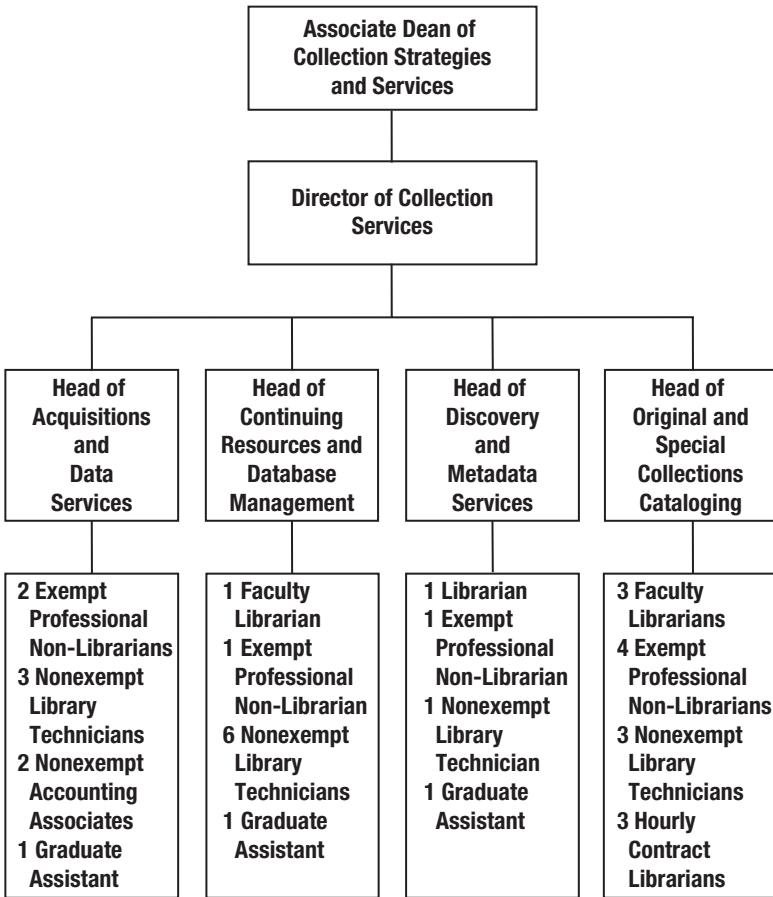 Associate Dean of
Collection Strategies
and Services
Director of Collection
Services
Head of
Acquisitions
and
Data
Services
Head of
Continuing
Resources and
Database
Management
Head of
Discovery
and
Metadata
Services
Head of
Original and
Special
Collections
Cataloging
2 Exempt
Professional
Non-Librarians
3 Nonexempt
Library
Technicians
2 Nonexempt
Accounting
Associates
1 Graduate
Assistant
1 Faculty
Librarian
1 Exempt
Professional
Non-Librarian
6 Nonexempt
Library
Technicians
1 Graduate
Assistant
1 Librarian
1 Exempt
Professional
Non-Librarian
1 Nonexempt
Library
Technician
1 Graduate
Assistant
3 Faculty
Librarians
4 Exempt
Professional
Non-Librarians
3 Nonexempt
Library
Technicians
3 Hourly
Contract
Librarians